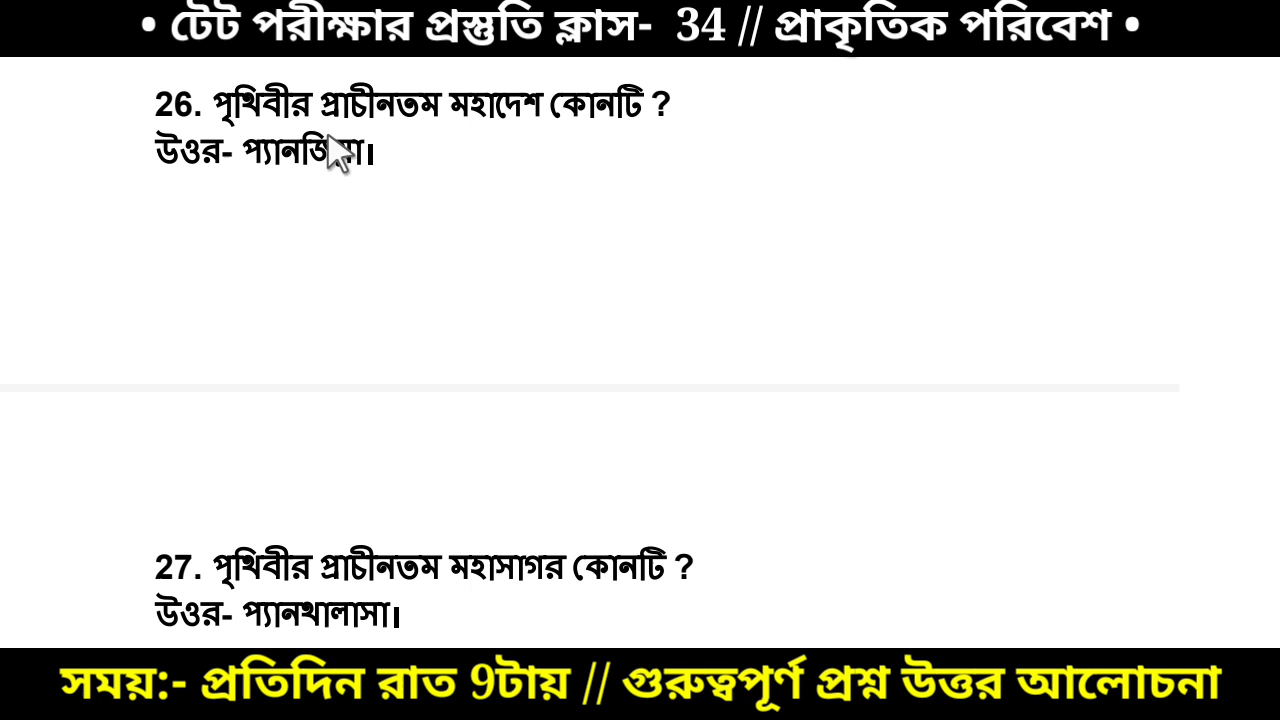 • টেট পরীক্ষার প্রস্তুতি ক্লাস- 34 // প্রাকৃতিক পরিবেশ •
26. পৃথিবীর প্রাচীনতম মহাদেশ কোনটি ?
উওর-
27. পৃথিবীর প্রাচীনতম মহাসাগর কোনটি ?
উওর- প্যানথালাসা।
সময়:- প্রতিদিন রাত 9টায় // গুরুত্বপূর্ণ প্রশ্ন উত্তর আলোচনা